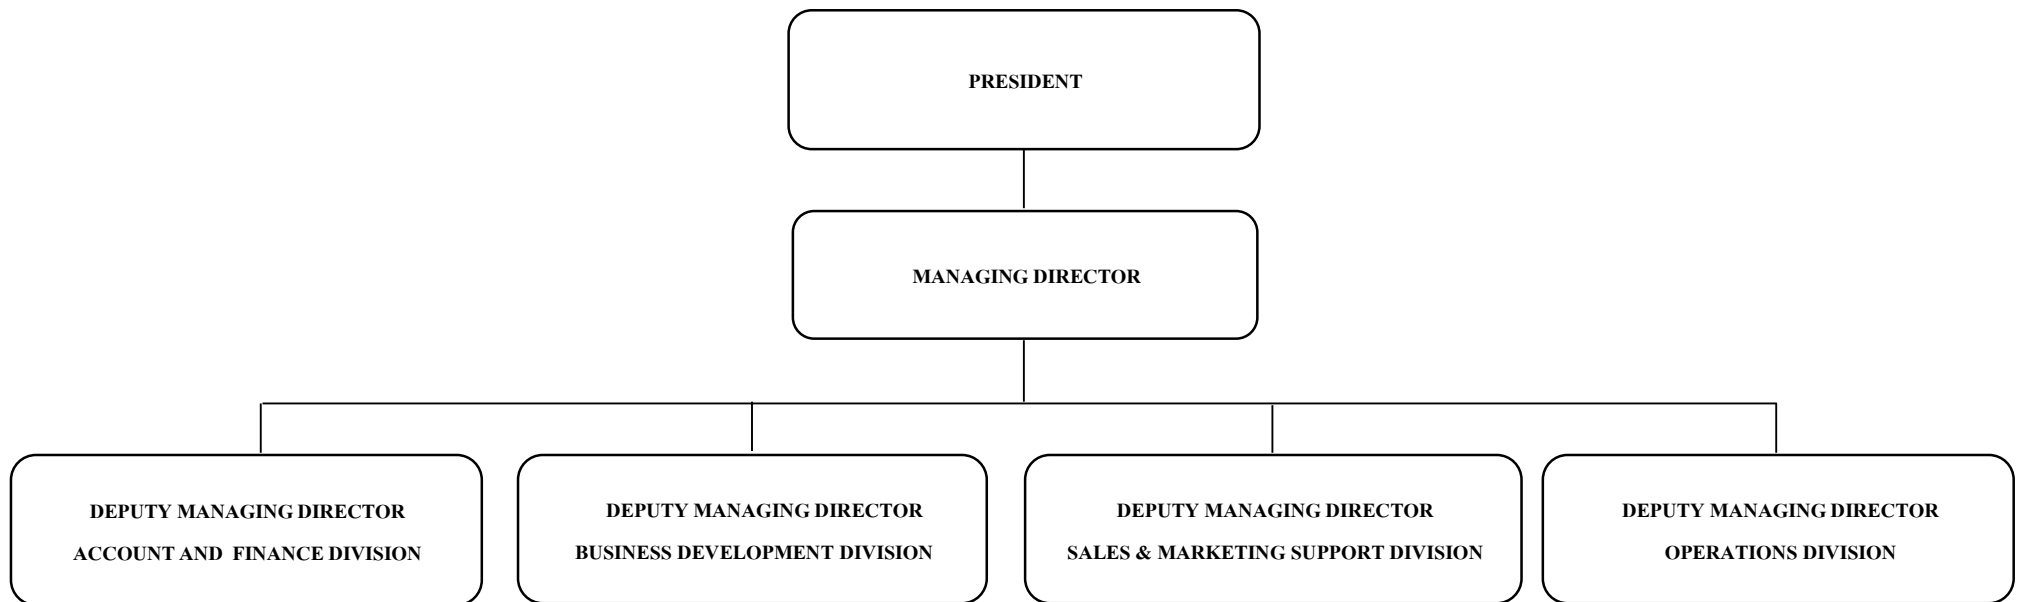 PRESIDENT
MANAGING DIRECTOR
DEPUTY MANAGING DIRECTOR
ACCOUNT AND FINANCE DIVISION
DEPUTY MANAGING DIRECTOR
BUSINESS DEVELOPMENT DIVISION
DEPUTY MANAGING DIRECTOR
SALES & MARKETING SUPPORT DIVISION
DEPUTY MANAGING DIRECTOR
OPERATIONS DIVISION